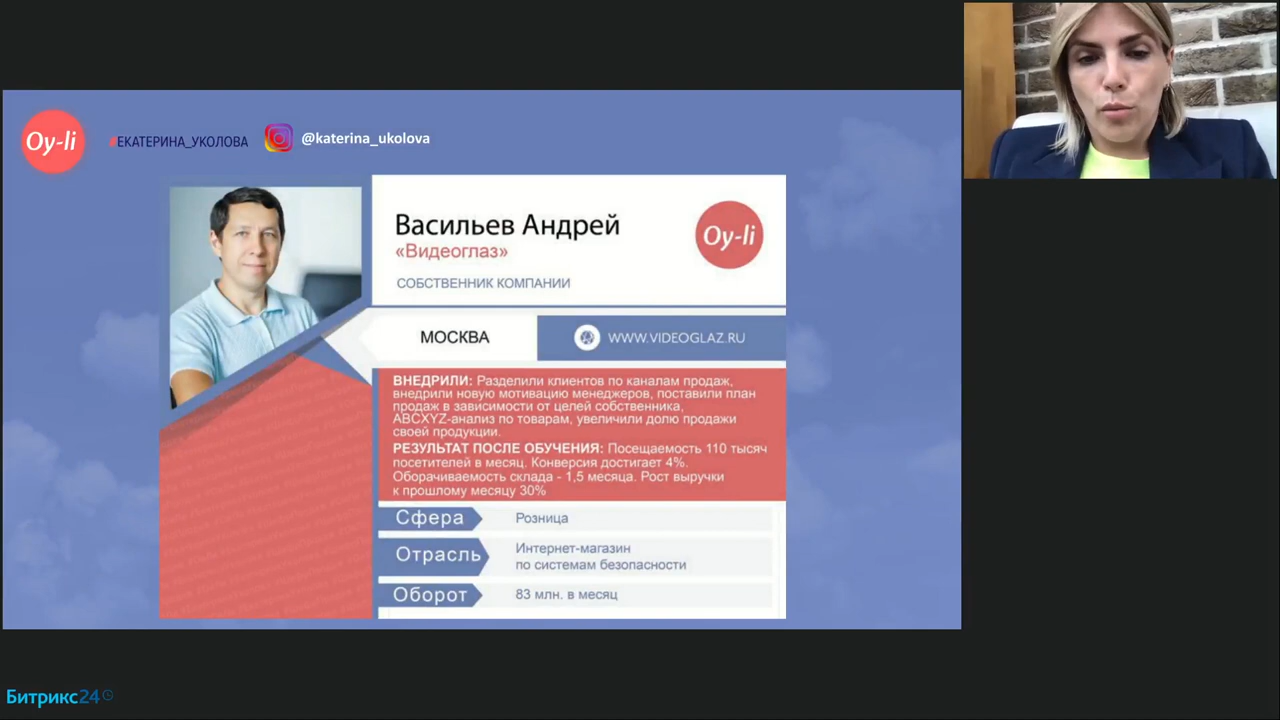 Oy-li
#ЕКАТЕРИНА_УКОЛОВА
@katerina_ukolova
Васильев Андрей
«Видеоглаз»
СОБСТВЕННИК КОМПАНИИ
Oy-li
МОСКВА
WWW.VIDEOGLAZ.RU
ВНЕДРИЛИ: Разделили клиентов по каналам продаж,
внедрили новую мотивацию менеджеров, поставили план
продаж в зависимости от целей собственника,
ABCXYZ-анализ по товарам, увеличили долю продажи
своей продукции.
РЕЗУЛЬТАТ ПОСЛЕ ОБУЧЕНИЯ: Посещаемость 110 тысяч
посетителей в месяц. Конверсия достигает 4%.
Оборачиваемость склада - 1,5 месяца. Рост выручки
к прошлому месяцу 30%
Сфера Розница
Отрасль Интернет-магазин
по системам безопасности
Оборот 83 млн. в месяц
Битрикс24